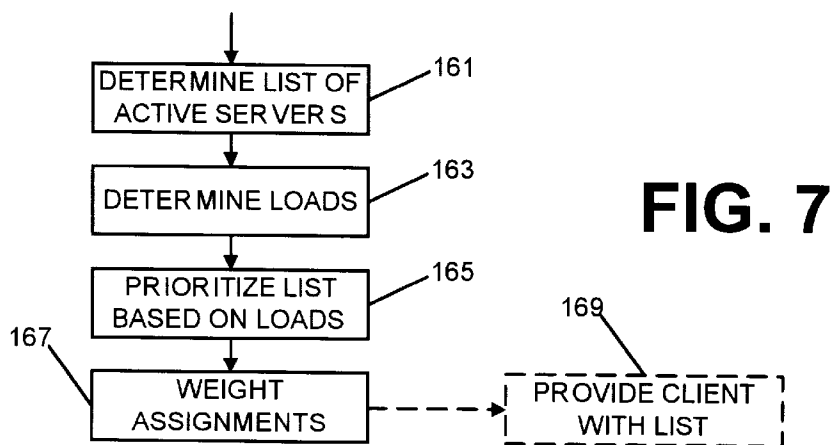 DETERMINE LIST OF
ACTIVE SERVERS
161
DETERMINE LOADS
163
FIG. 7
PRIORITIZE LIST
BASED ON LOADS
165
167
WEIGHT
ASSIGNMENTS
169
PROVIDE CLIENT
WITH LIST